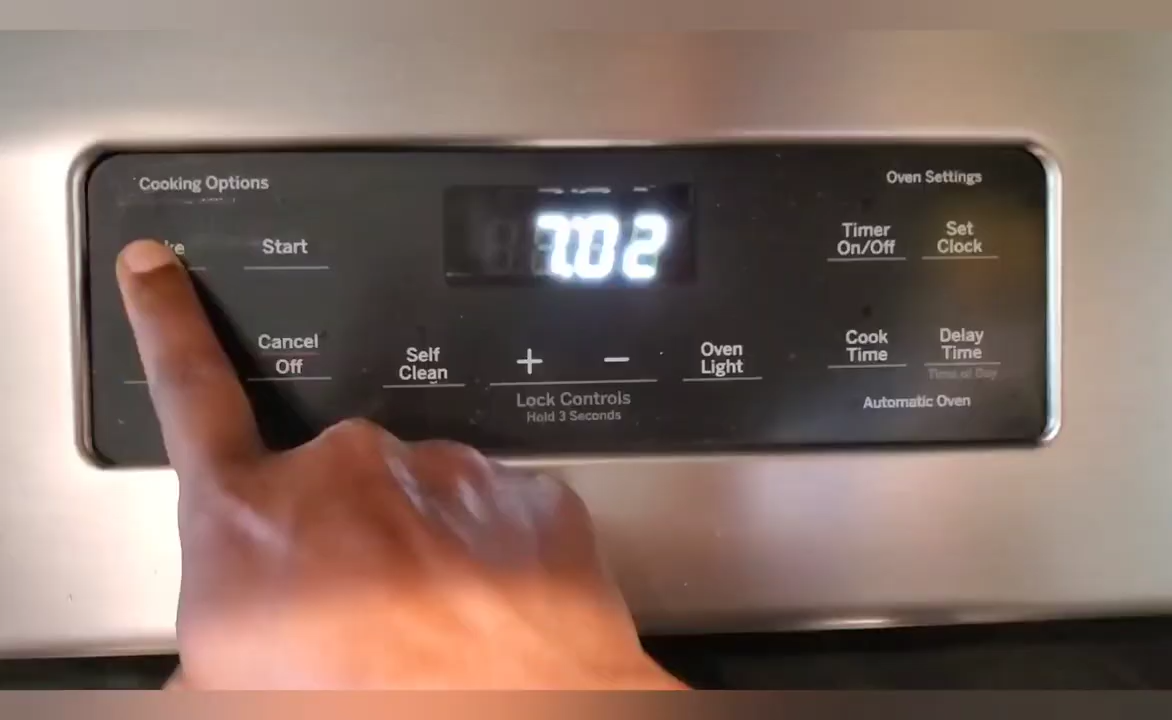 Cooking Options
Oven Settings
7:02
Start
Timer
On/Off
Set
Clock
Cancel
Off
Self
Clean
+
−
Oven
Light
Cook
Time
Delay
Time
Time of Day
Lock Controls
Hold 3 Seconds
Automatic Oven